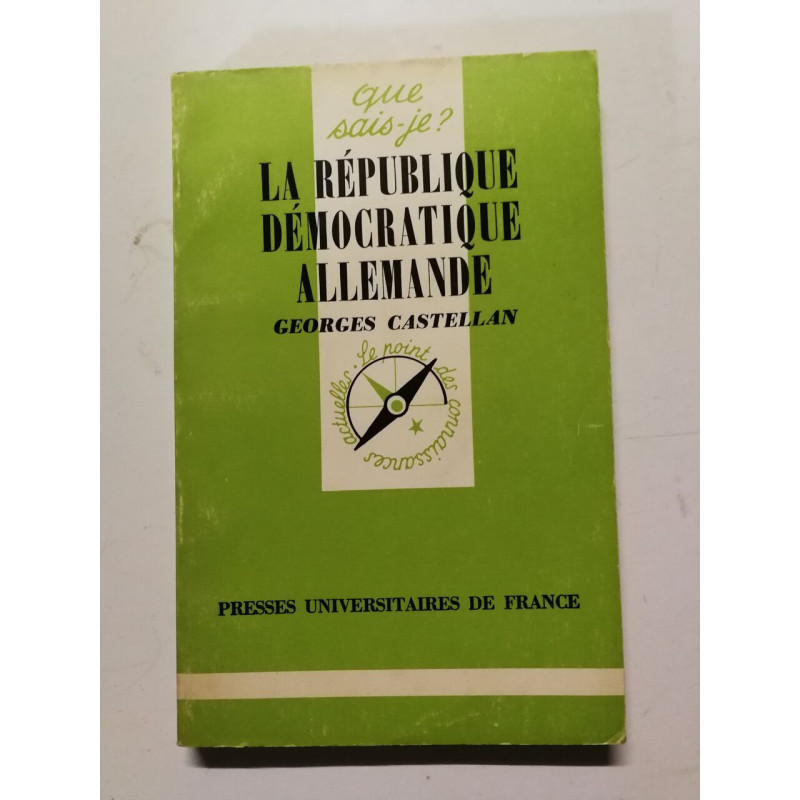 que
sais-je?
LA RÉPUBLIQUE
DÉMOCRATIQUE
ALLEMANDE
GEORGES CASTELLAN
Le point des connaissances actuelles.
PRESSES UNIVERSITAIRES DE FRANCE